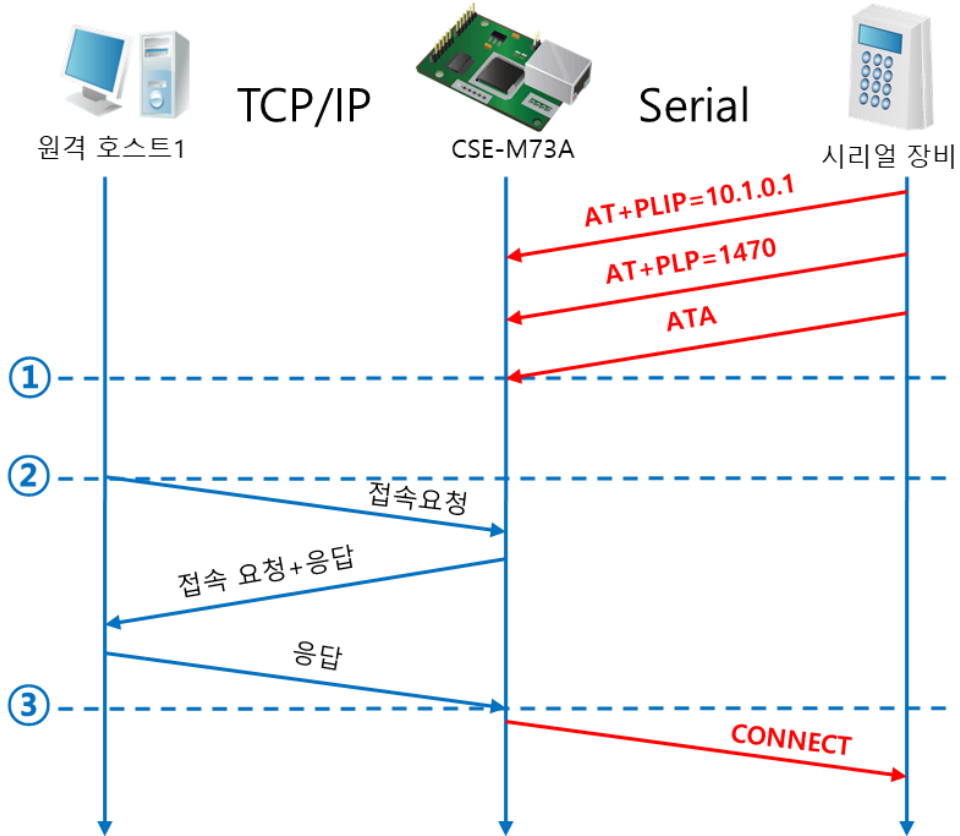 TCP/IP
Serial
원격 호스트1
CSE-M73A
시리얼 장비
AT+PLIP=10.1.0.1
AT+PLP=1470
ATA
①
②
접속요청
접속 요청+응답
응답
③
CONNECT